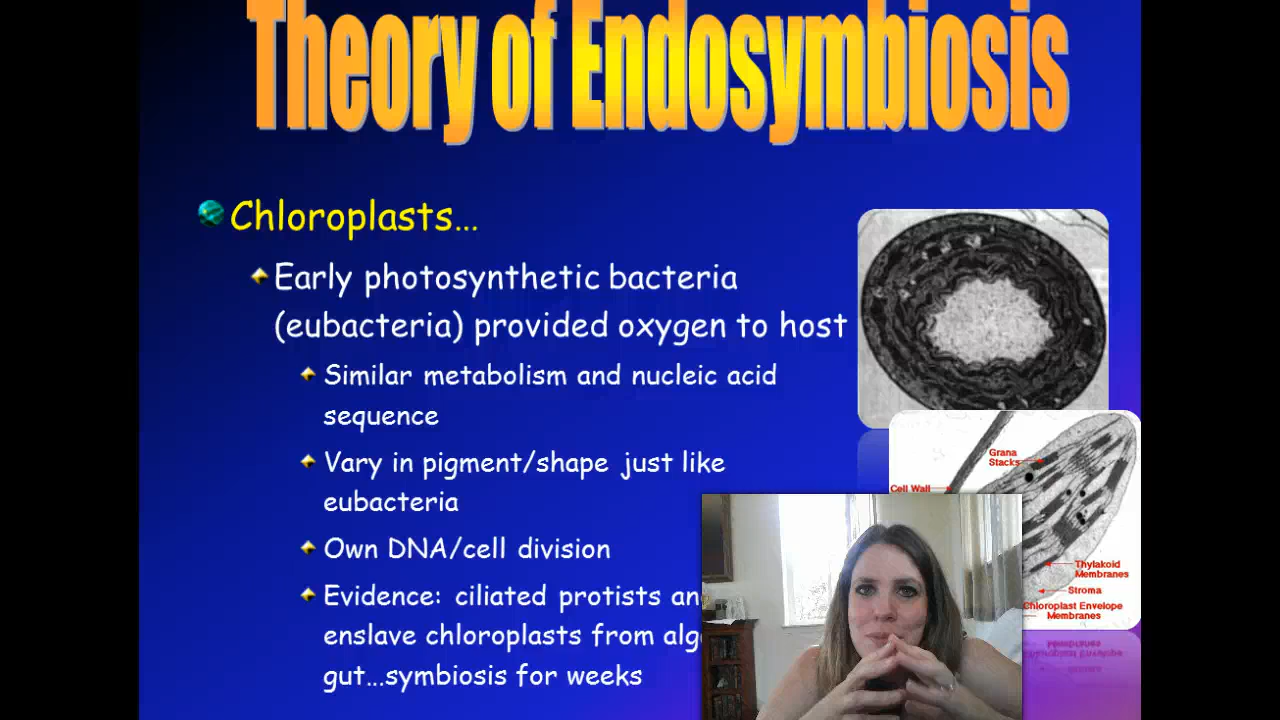 Theory of Endosymbiosis
Chloroplasts...
Early photosynthetic bacteria
(eubacteria) provided oxygen to host
Similar metabolism and nucleic acid
sequence
Vary in pigment/shape just like
eubacteria
Own DNA/cell division
Evidence: ciliated protists
enslave chloroplasts from
gut...symbiosis for weeks
Grana
Stacks
Cell Wall
Thylakoid
Membranes
Stroma
Chloroplast Envelope
Membranes